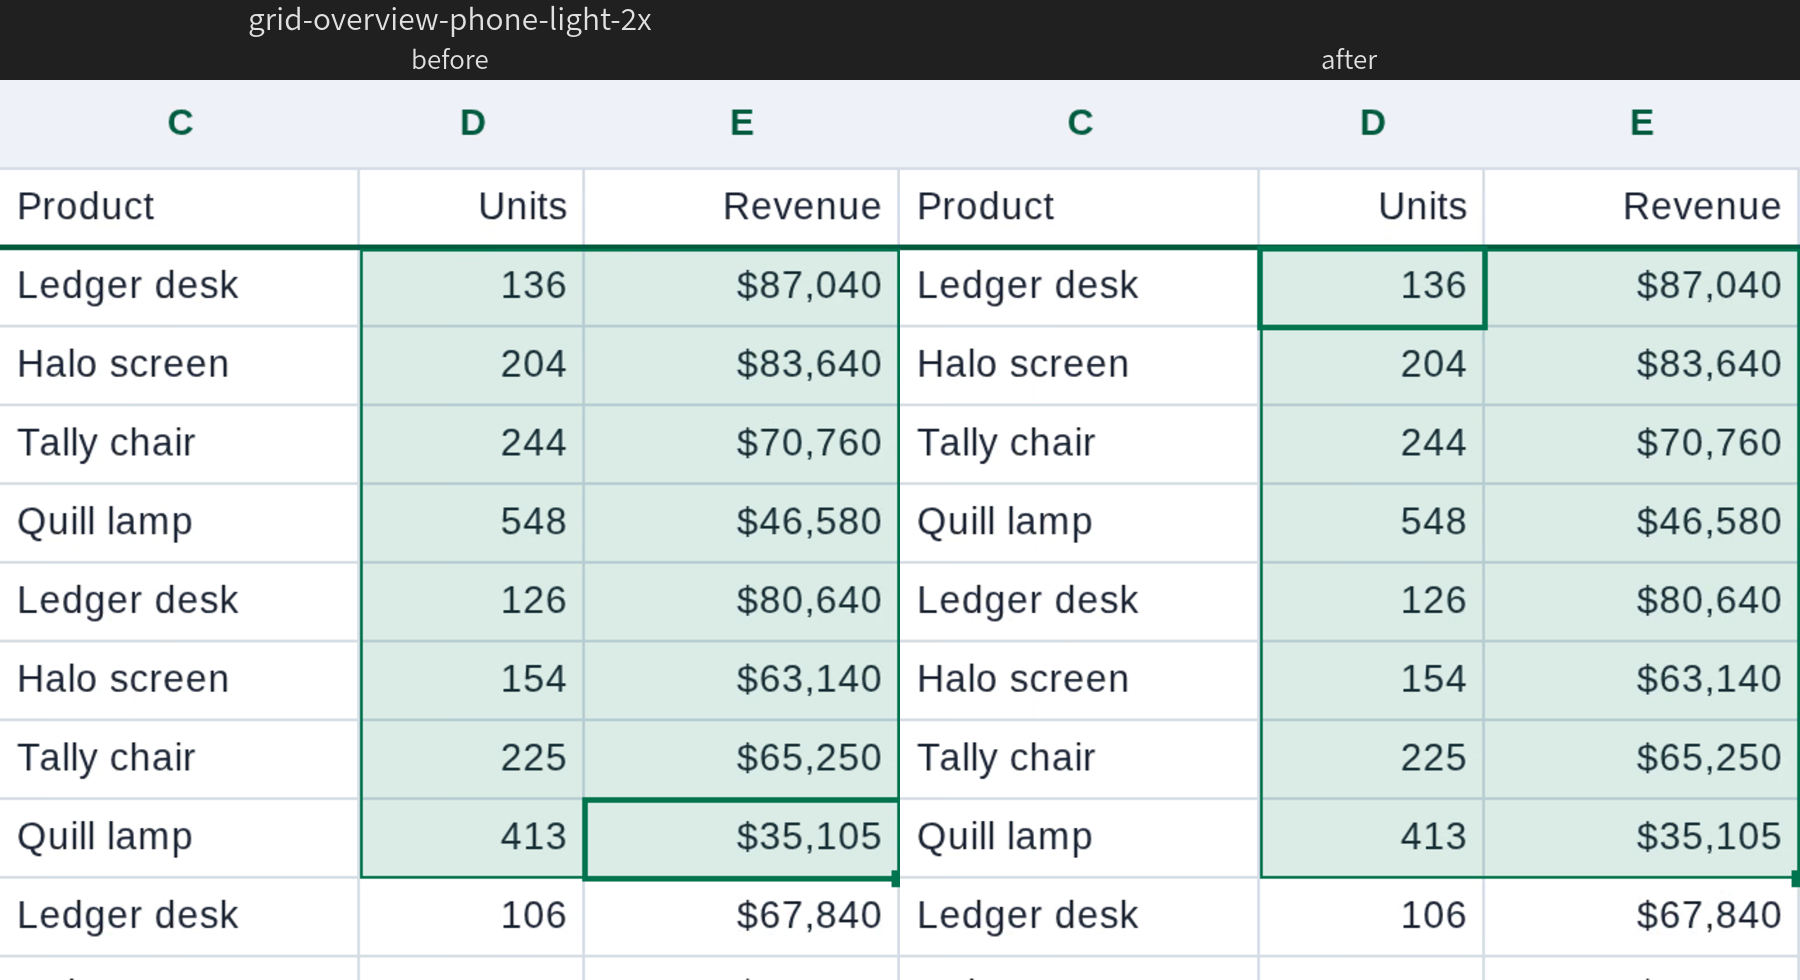 grid-overview-phone-light-2x
before after
C D E C D E
Product Units Revenue Product Units Revenue
Ledger desk 136 $87,040 Ledger desk 136 $87,040
Halo screen 204 $83,640 Halo screen 204 $83,640
Tally chair 244 $70,760 Tally chair 244 $70,760
Quill lamp 548 $46,580 Quill lamp 548 $46,580
Ledger desk 126 $80,640 Ledger desk 126 $80,640
Halo screen 154 $63,140 Halo screen 154 $63,140
Tally chair 225 $65,250 Tally chair 225 $65,250
Quill lamp 413 $35,105 Quill lamp 413 $35,105
Ledger desk 106 $67,840 Ledger desk 106 $67,840